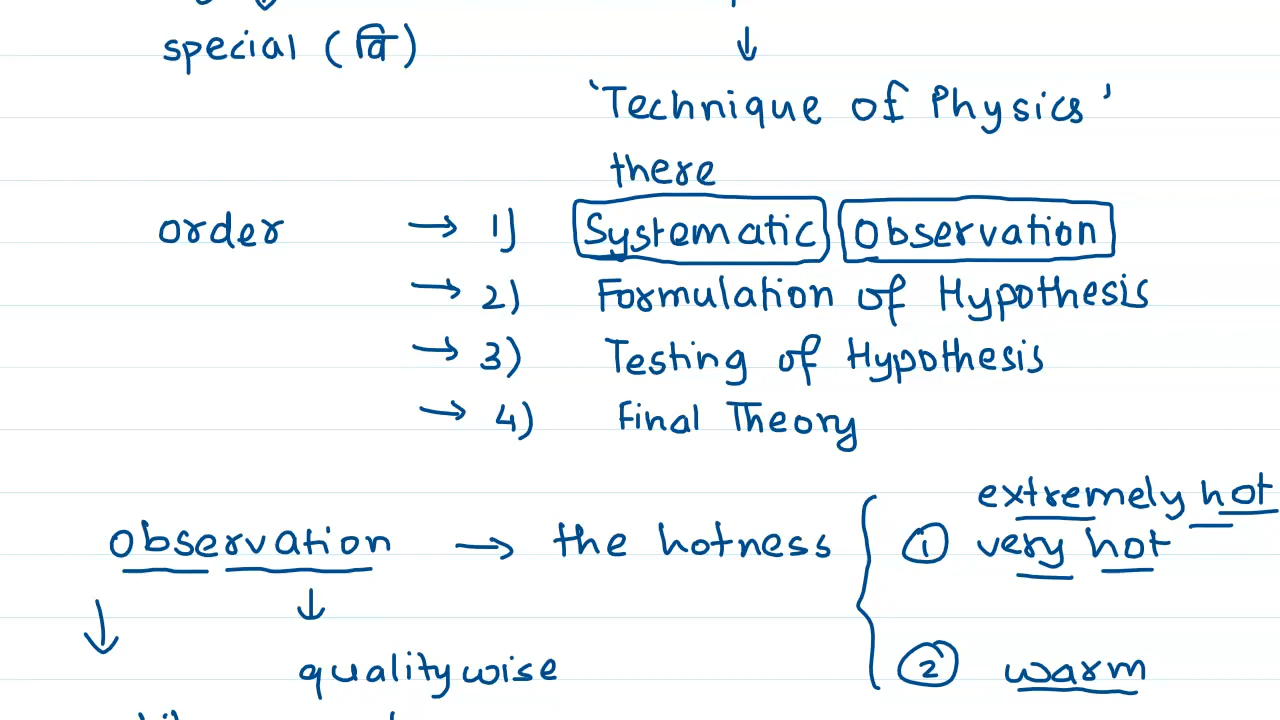 special (वि)
↓
'Technique of Physics'
there
order → 1) Systematic Observation
→ 2) Formulation of Hypothesis
→ 3) Testing of Hypothesis
→ 4) Final Theory
extremely hot
observation → the hotness { ① very hot
↓ ↓
qualitywise ② warm